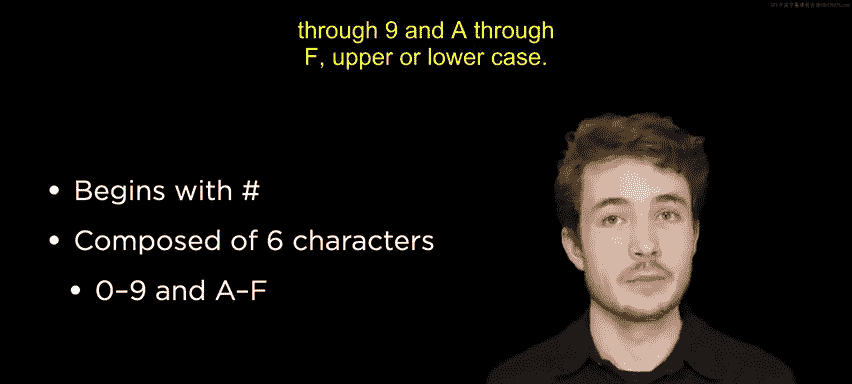 through 9 and A through
F, upper or lower case.
• Begins with #
• Composed of 6 characters
• 0–9 and A–F